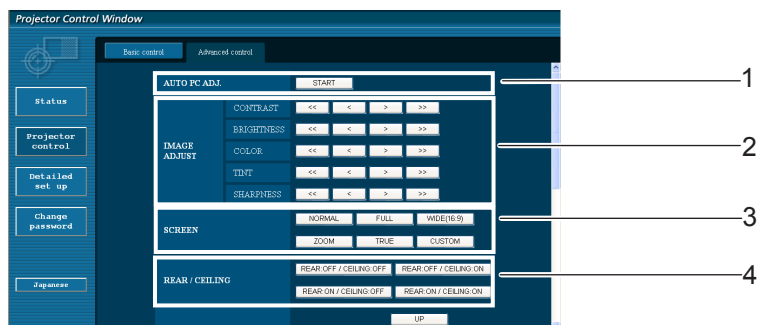 Projector Control Window
Basic control Advanced control
AUTO PC ADJ. START 1
Status
CONTRAST << < > >>
BRIGHTNESS << < > >>
Projector control
IMAGE ADJUST COLOR << < > >> 2
TINT << < > >>
Detailed set up
SHARPNESS << < > >>
Change password
SCREEN NORMAL FULL WIDE(16:9) 3
ZOOM TRUE CUSTOM
REAR / CEILING REAR:OFF / CEILING:OFF REAR:OFF / CEILING:ON 4
Japanese
REAR:ON / CEILING:OFF REAR:ON / CEILING:ON
UP